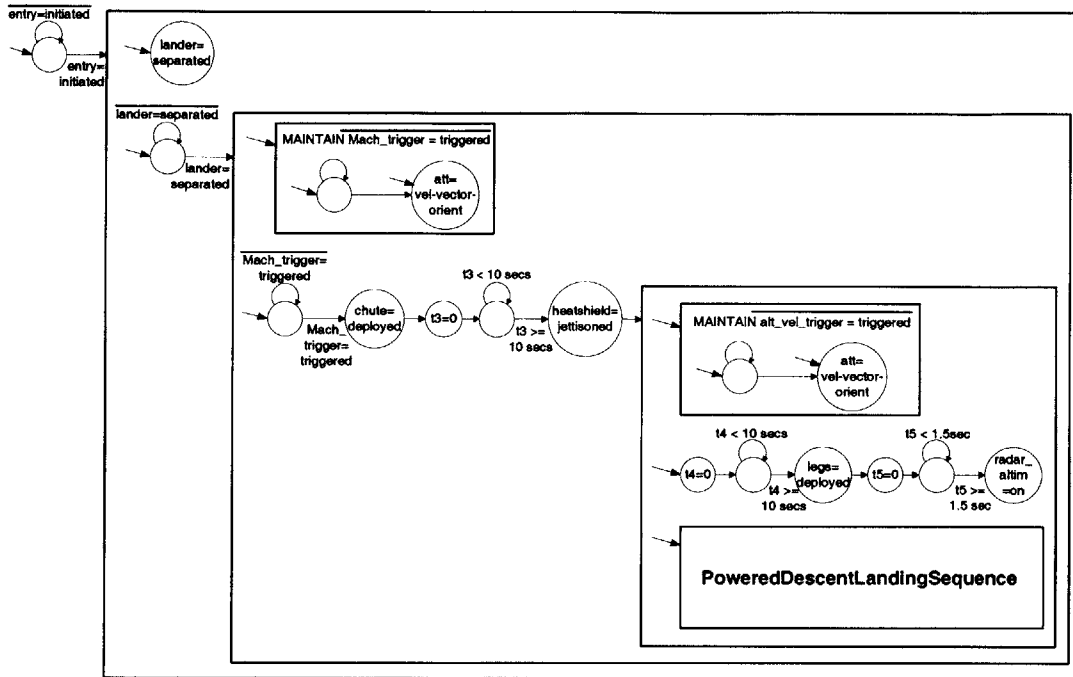 entry=initiated
entry=
initiated
lander=
separated
lander=separated
lander=
separated
MAINTAIN Mach_trigger = triggered
att=
vel-vector-
orient
Mach_trigger=
triggered
Mach_
trigger=
triggered
chute=
deployed
t3=0
t3 < 10 secs
t3 >=
10 secs
heatshield=
jettisoned
MAINTAIN alt_vel_trigger = triggered
att=
vel-vector-
orient
t4=0
t4 < 10 secs
t4 >=
10 secs
legs=
deployed
t5=0
t5 < 1.5sec
t5 >=
1.5 sec
radar_
altim
=on
PoweredDescentLandingSequence